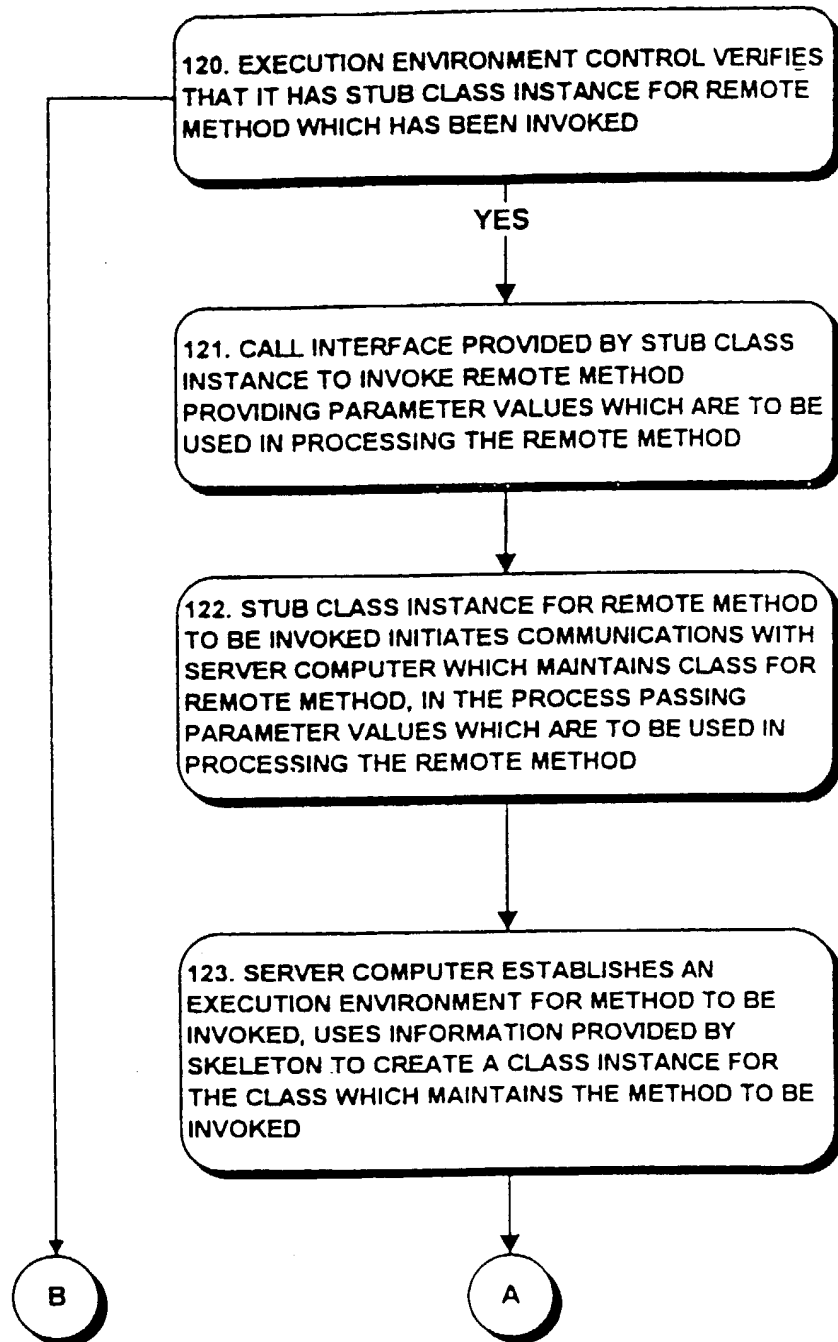 120. EXECUTION ENVIRONMENT CONTROL VERIFIES
THAT IT HAS STUB CLASS INSTANCE FOR REMOTE
METHOD WHICH HAS BEEN INVOKED
YES
121. CALL INTERFACE PROVIDED BY STUB CLASS
INSTANCE TO INVOKE REMOTE METHOD
PROVIDING PARAMETER VALUES WHICH ARE TO BE
USED IN PROCESSING THE REMOTE METHOD
122. STUB CLASS INSTANCE FOR REMOTE METHOD
TO BE INVOKED INITIATES COMMUNICATIONS WITH
SERVER COMPUTER WHICH MAINTAINS CLASS FOR
REMOTE METHOD, IN THE PROCESS PASSING
PARAMETER VALUES WHICH ARE TO BE USED IN
PROCESSING THE REMOTE METHOD
123. SERVER COMPUTER ESTABLISHES AN
EXECUTION ENVIRONMENT FOR METHOD TO BE
INVOKED, USES INFORMATION PROVIDED BY
SKELETON TO CREATE A CLASS INSTANCE FOR
THE CLASS WHICH MAINTAINS THE METHOD TO BE
INVOKED
B
A